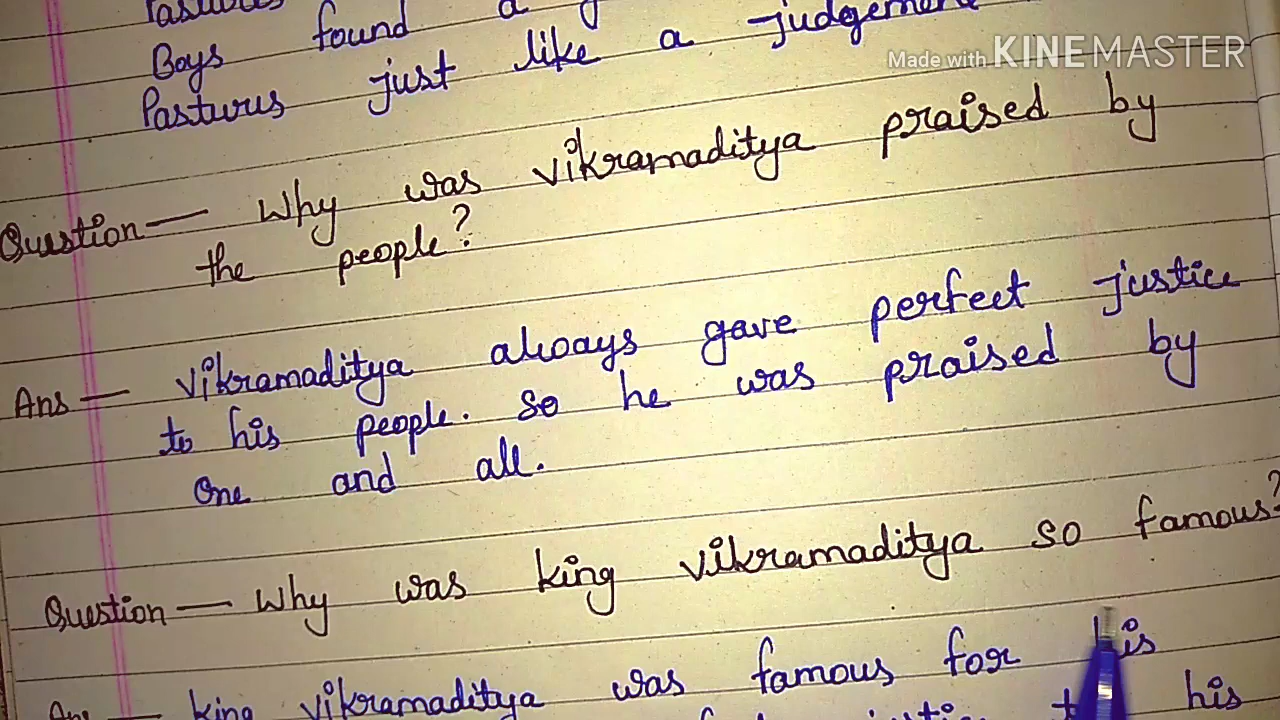 Boys found a
Pasturus just like a judgement
Made with KINEMASTER
Question — Why was vikramaditya praised by
the people?
Ans — vikramaditya always gave perfect justice
to his people. so he was praised by
one and all.
Question — Why was king vikramaditya so famous?
Ans — king vikramaditya was famous for his
his